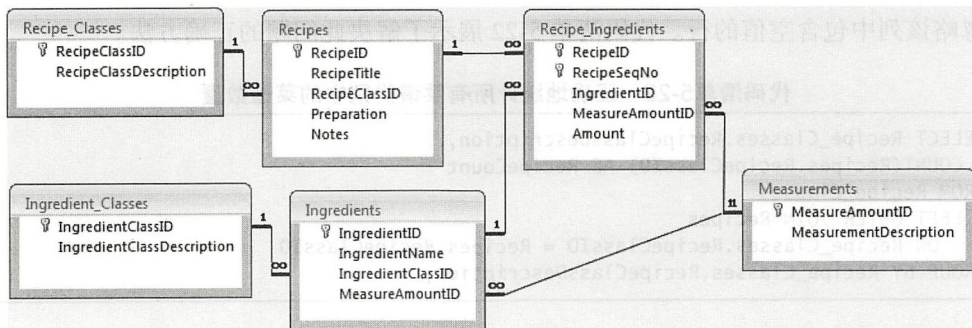 Recipe_Classes
RecipeClassID
RecipeClassDescription
Recipes
RecipeID
RecipeTitle
RecipeClassID
Preparation
Notes
Recipe_Ingredients
RecipeID
RecipeSeqNo
IngredientID
MeasureAmountID
Amount
Ingredient_Classes
IngredientClassID
IngredientClassDescription
Ingredients
IngredientID
IngredientName
IngredientClassID
MeasureAmountID
Measurements
MeasureAmountID
MeasurementDescription
1
∞
1
∞
1
∞
1
∞
∞
11